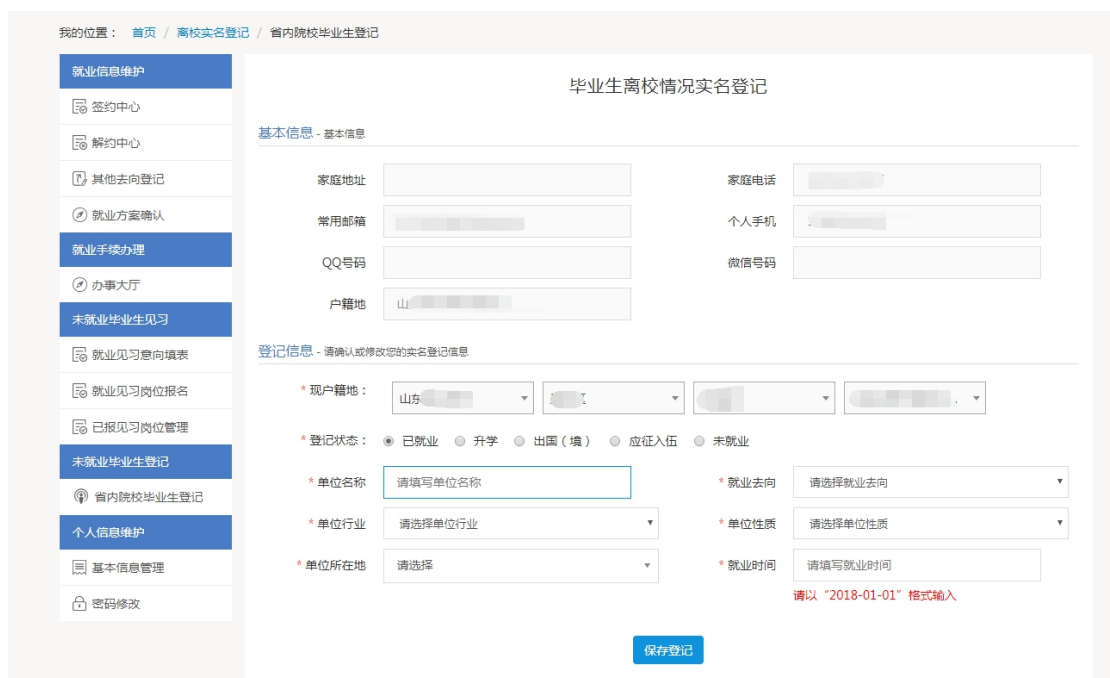 我的位置： 首页 / 离校实名登记 / 省内院校毕业生登记
就业信息维护
签约中心
解约中心
其他去向登记
就业方案确认
就业手续办理
办事大厅
未就业毕业生见习
就业见习意向填表
就业见习岗位报名
已报见习岗位管理
未就业毕业生登记
省内院校毕业生登记
个人信息维护
基本信息管理
密码修改
毕业生离校情况实名登记
基本信息 - 基本信息
家庭地址 家庭电话
常用邮箱 个人手机
QQ号码 微信号码
户籍地 山
登记信息 - 请确认或修改您的实名登记信息
* 现户籍地： 山东
* 登记状态： 已就业 升学 出国（境） 应征入伍 未就业
* 单位名称 请填写单位名称 * 就业去向 请选择就业去向
* 单位行业 请选择单位行业 * 单位性质 请选择单位性质
* 单位所在地 请选择 * 就业时间 请填写就业时间
请以“2018-01-01”格式输入
保存登记